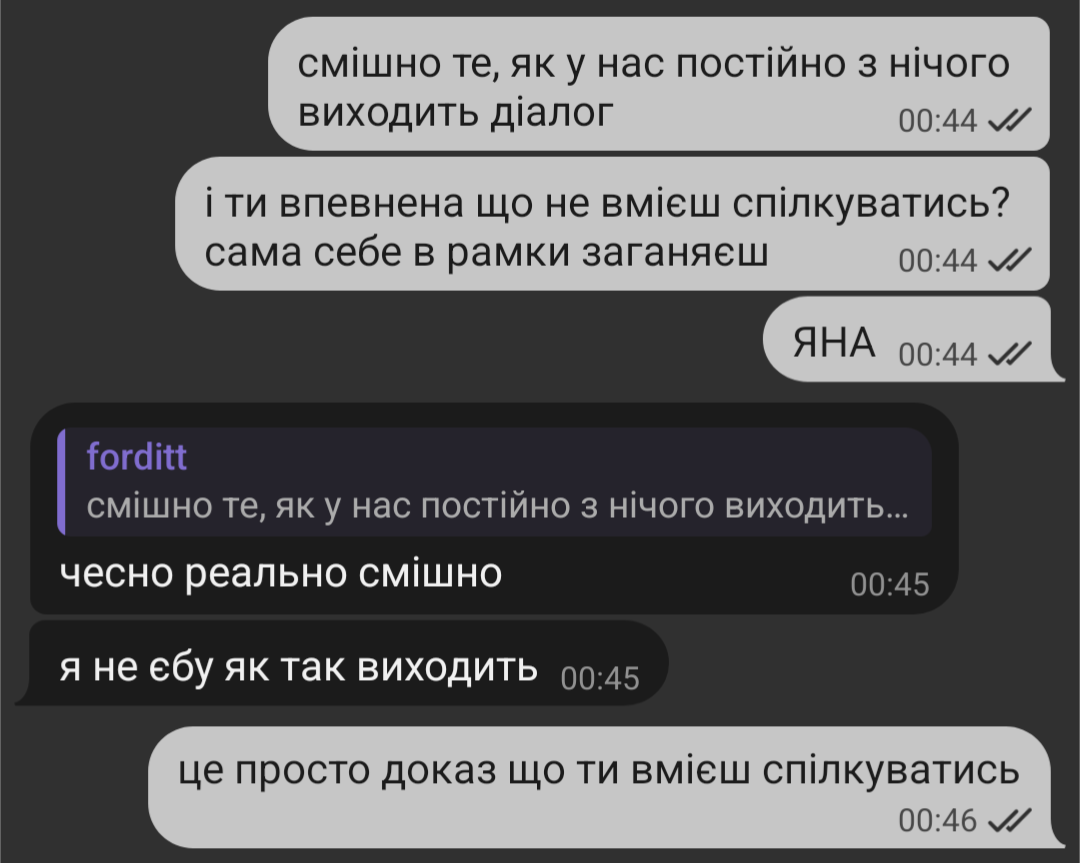 смішно те, як у нас постійно з нічого
виходить діалог
00:44
і ти впевнена що не вмієш спілкуватись?
сама себе в рамки заганяєш
00:44
ЯНА 00:44
forditt
смішно те, як у нас постійно з нічого виходить...
чесно реально смішно
00:45
я не єбу як так виходить 00:45
це просто доказ що ти вмієш спілкуватись
00:46